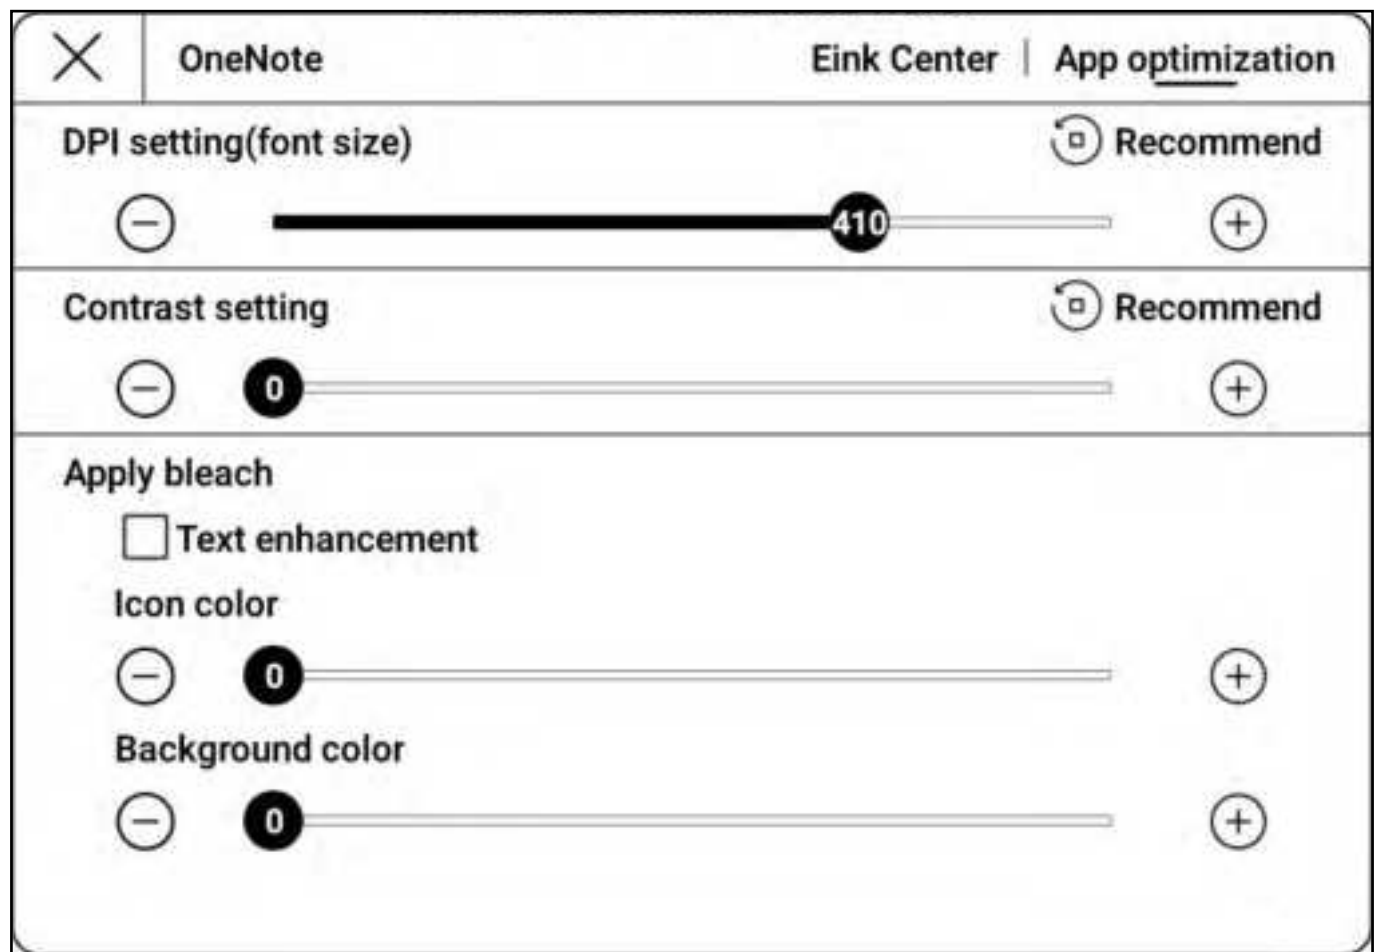 OneNote
Eink Center | App optimization
DPI setting(font size)
Recommend
410
Contrast setting
Recommend
0
Apply bleach
Text enhancement
Icon color
0
Background color
0